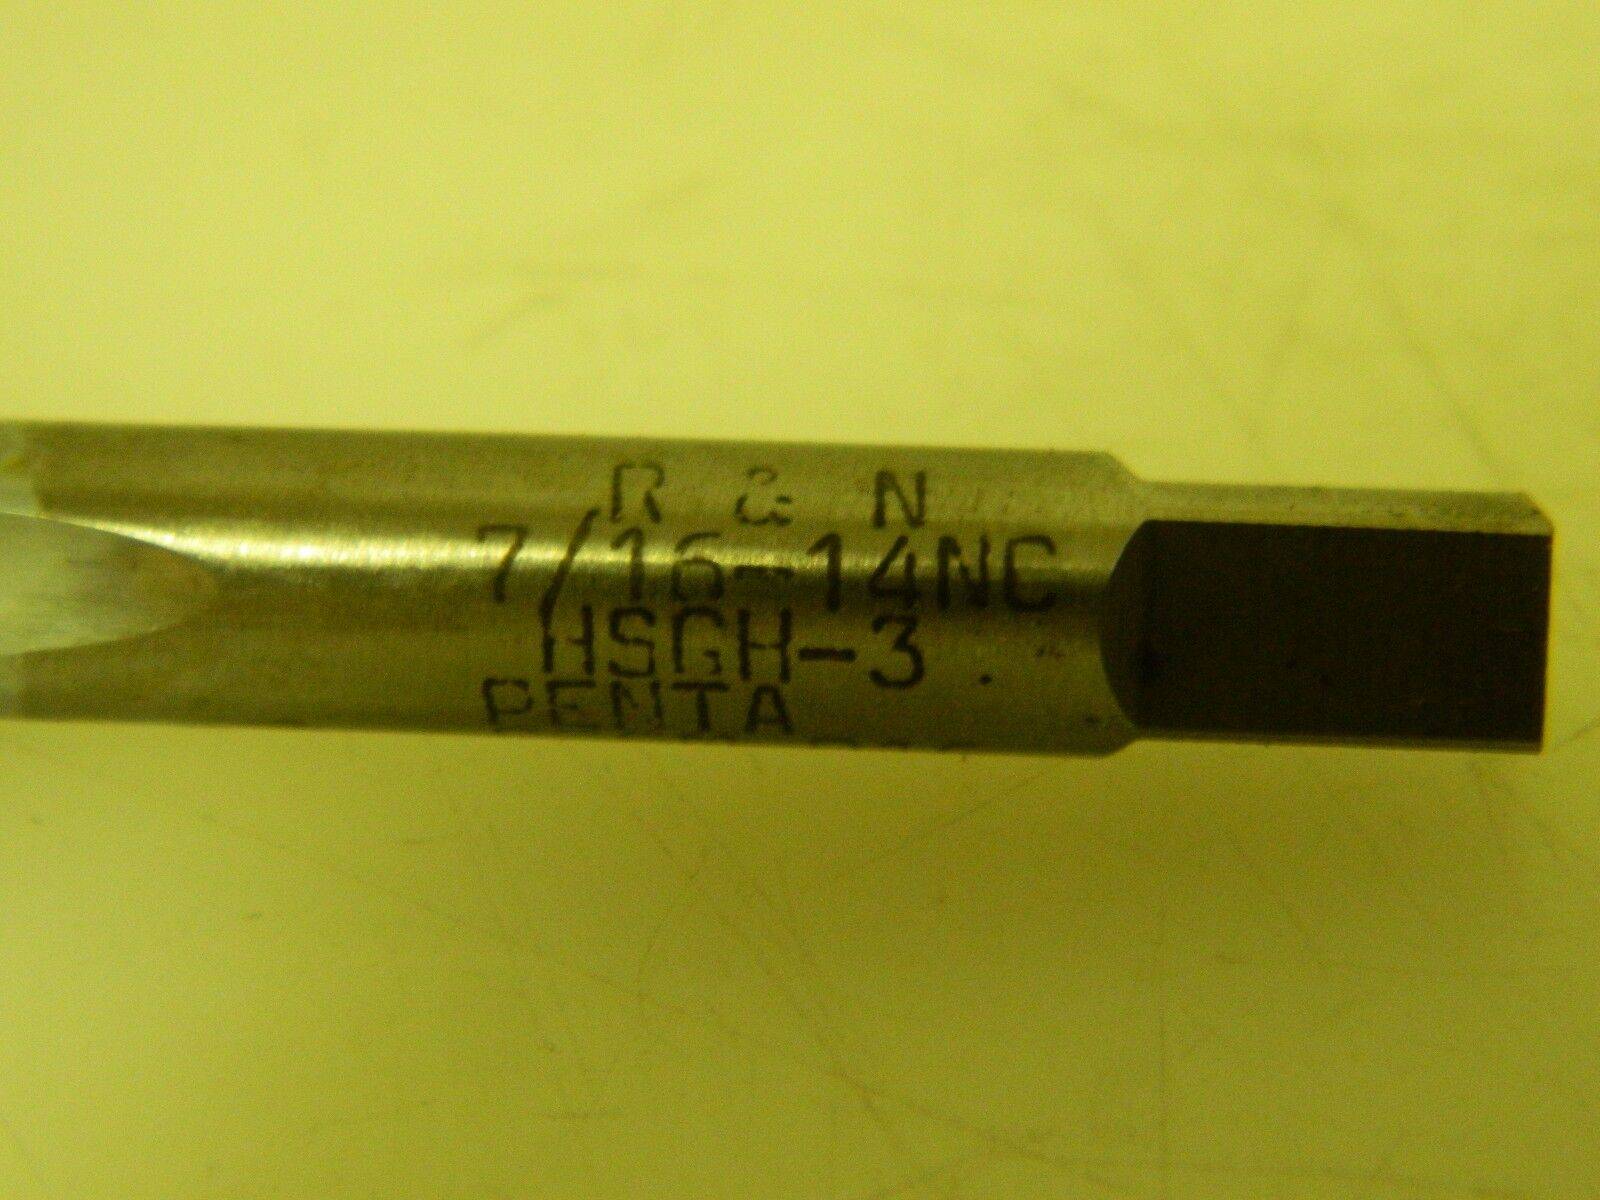 R & N
7/16-14NC
HSGH-3
PENTA